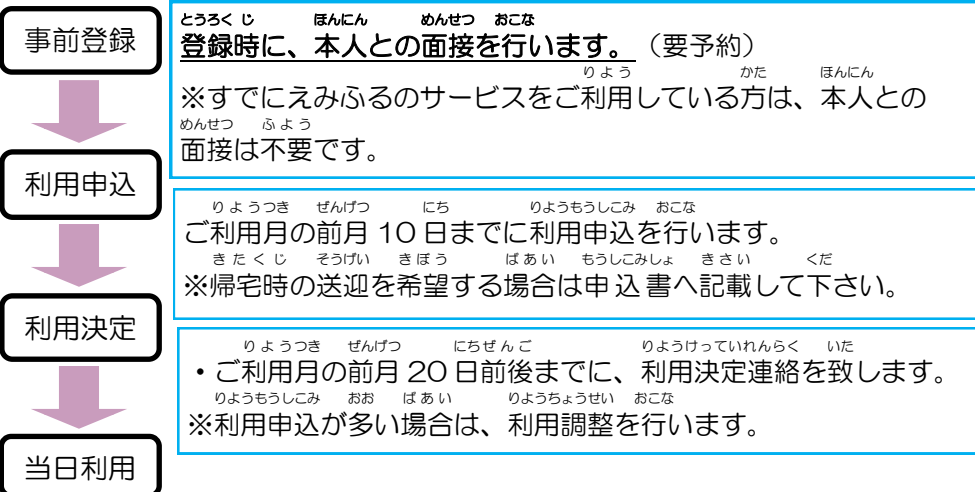 事前登録
とうろくじ ほんにん めんせつ おこな
登録時に、本人との面接を行います。（要予約）
りよう かた ほんにん
※すでにえみふるのサービスをご利用している方は、本人との
めんせつ ふよう
面接は不要です。
利用申込
りようつき ぜんげつ にち りようもうしこみ おこな
ご利用月の前月 10 日までに利用申込を行います。
きたくじ そうげい きぼう ばあい もうしこみしょ きさい くだ
※帰宅時の送迎を希望する場合は申込書へ記載して下さい。
利用決定
りようつき ぜんげつ にちぜんご りようけっていれんらく いた
・ご利用月の前月 20 日前後までに、利用決定連絡を致します。
りようもうしこみ おお ばあい りようちょうせい おこな
※利用申込が多い場合は、利用調整を行います。
当日利用